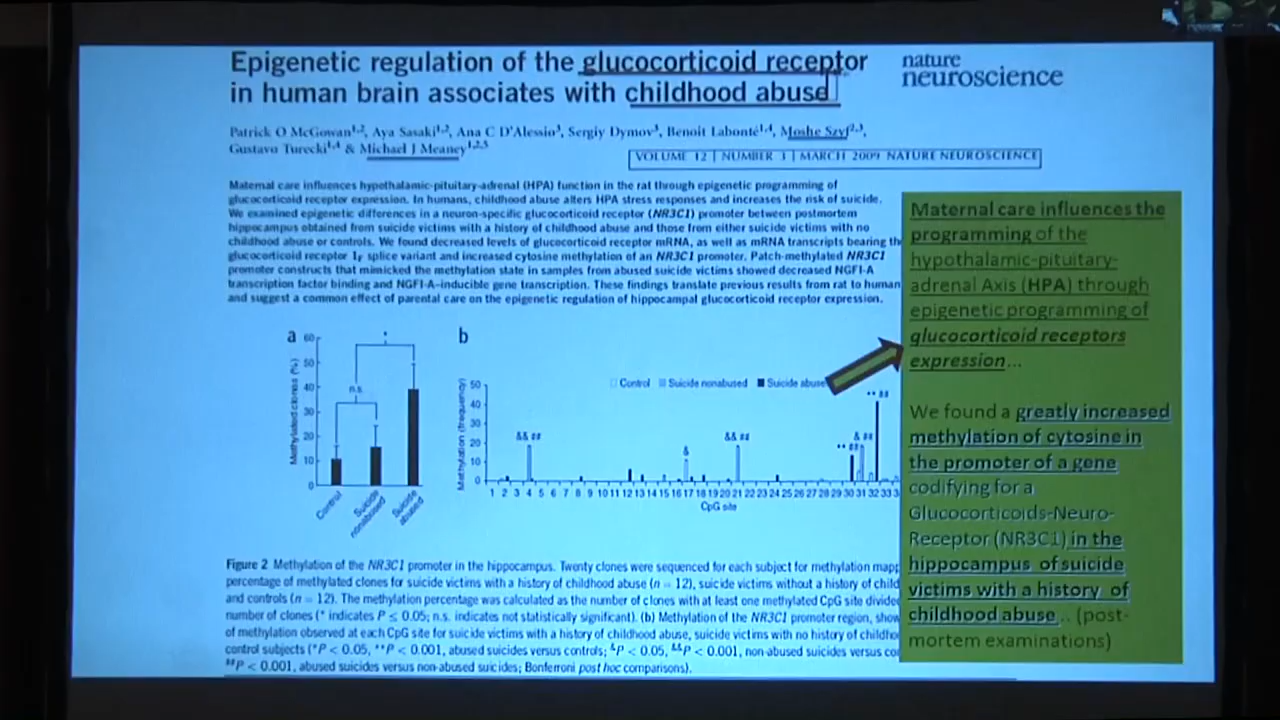 Epigenetic regulation of the glucocorticoid receptor
in human brain associates with childhood abuse
nature
neuroscience
Patrick O McGowan1,2, Aya Sasaki1,2, Ana C D'Alessio3, Sergiy Dymov3, Benoit Labonté1,4, Moshe Szyf2,3,
Gustavo Turecki1,4 & Michael J Meaney1,2,5
VOLUME 12 | NUMBER 3 | MARCH 2009 NATURE NEUROSCIENCE
Maternal care influences hypothalamic-pituitary-adrenal (HPA) function in the rat through epigenetic programming of
glucocorticoid receptor expression. In humans, childhood abuse alters HPA stress responses and increases the risk of suicide.
We examined epigenetic differences in a neuron-specific glucocorticoid receptor (NR3C1) promoter between postmortem
hippocampus obtained from suicide victims with a history of childhood abuse and those from either suicide victims with no
childhood abuse or controls. We found decreased levels of glucocorticoid receptor mRNA, as well as mRNA transcripts bearing the
glucocorticoid receptor 1F splice variant and increased cytosine methylation of an NR3C1 promoter. Patch-methylated NR3C1
promoter constructs that mimicked the methylation state in samples from abused suicide victims showed decreased NGFI-A
transcription factor binding and NGFI-A–inducible gene transcription. These findings translate previous results from rat to human
and suggest a common effect of parental care on the epigenetic regulation of hippocampal glucocorticoid receptor expression.
Maternal care influences the
programming of the
hypothalamic-pituitary-
adrenal Axis (HPA) through
epigenetic programming of
glucocorticoid receptors
expression...
We found a greatly increased
methylation of cytosine in
the promoter of a gene
codifying for a
Glucocorticoids-Neuro-
Receptor (NR3C1) in the
hippocampus of suicide
victims with a history of
childhood abuse.. (post-
mortem examinations)
a
Methylated clones (%)
60
50
40
30
20
10
0
*
n.s.
Control
Suicide nonabused
Suicide abused
b
Methylation (frequency)
50
40
30
20
10
0
Control Suicide nonabused Suicide abuse
&& ##
&
&& ##
** ##
& ##
** ##
1 2 3 4 5 6 7 8 9 10 11 12 13 14 15 16 17 18 19 20 21 22 23 24 25 26 27 28 29 30 31 32 33
CpG site
Figure 2 Methylation of the NR3C1 promoter in the hippocampus. Twenty clones were sequenced for each subject for methylation mapp
percentage of methylated clones for suicide victims with a history of childhood abuse (n = 12), suicide victims without a history of child
and controls (n = 12). The methylation percentage was calculated as the number of clones with at least one methylated CpG site divide
number of clones (* indicates P ≤ 0.05; n.s. indicates not statistically significant). (b) Methylation of the NR3C1 promoter region, show
of methylation observed at each CpG site for suicide victims with a history of childhood abuse, suicide victims with no history of childho
control subjects (*P < 0.05, **P < 0.001, abused suicides versus controls; &P < 0.05, &&P < 0.001, non-abused suicides versus co
##P < 0.001, abused suicides versus non-abused suicides; Bonferroni post hoc comparisons).